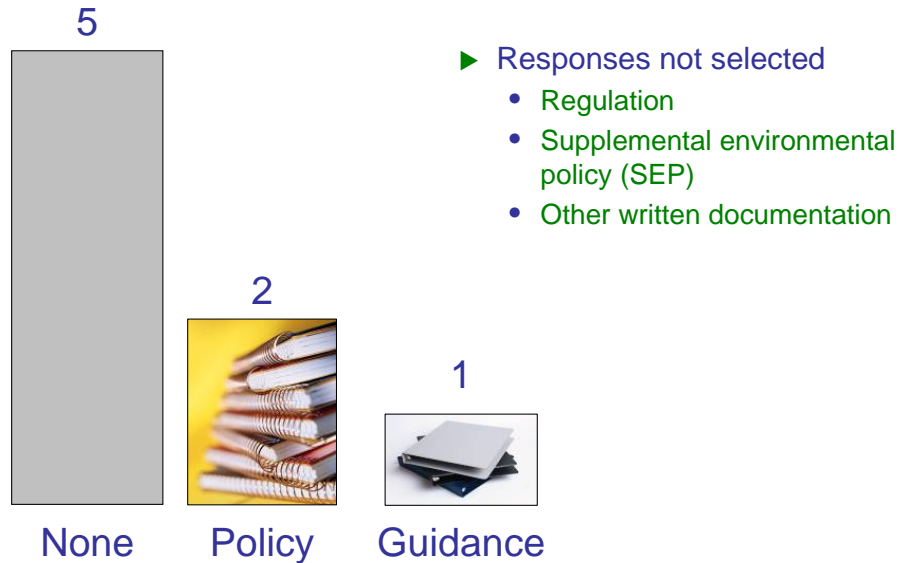 5
▶ Responses not selected
• Regulation
• Supplemental environmental
policy (SEP)
• Other written documentation
2
1
None
Policy
Guidance